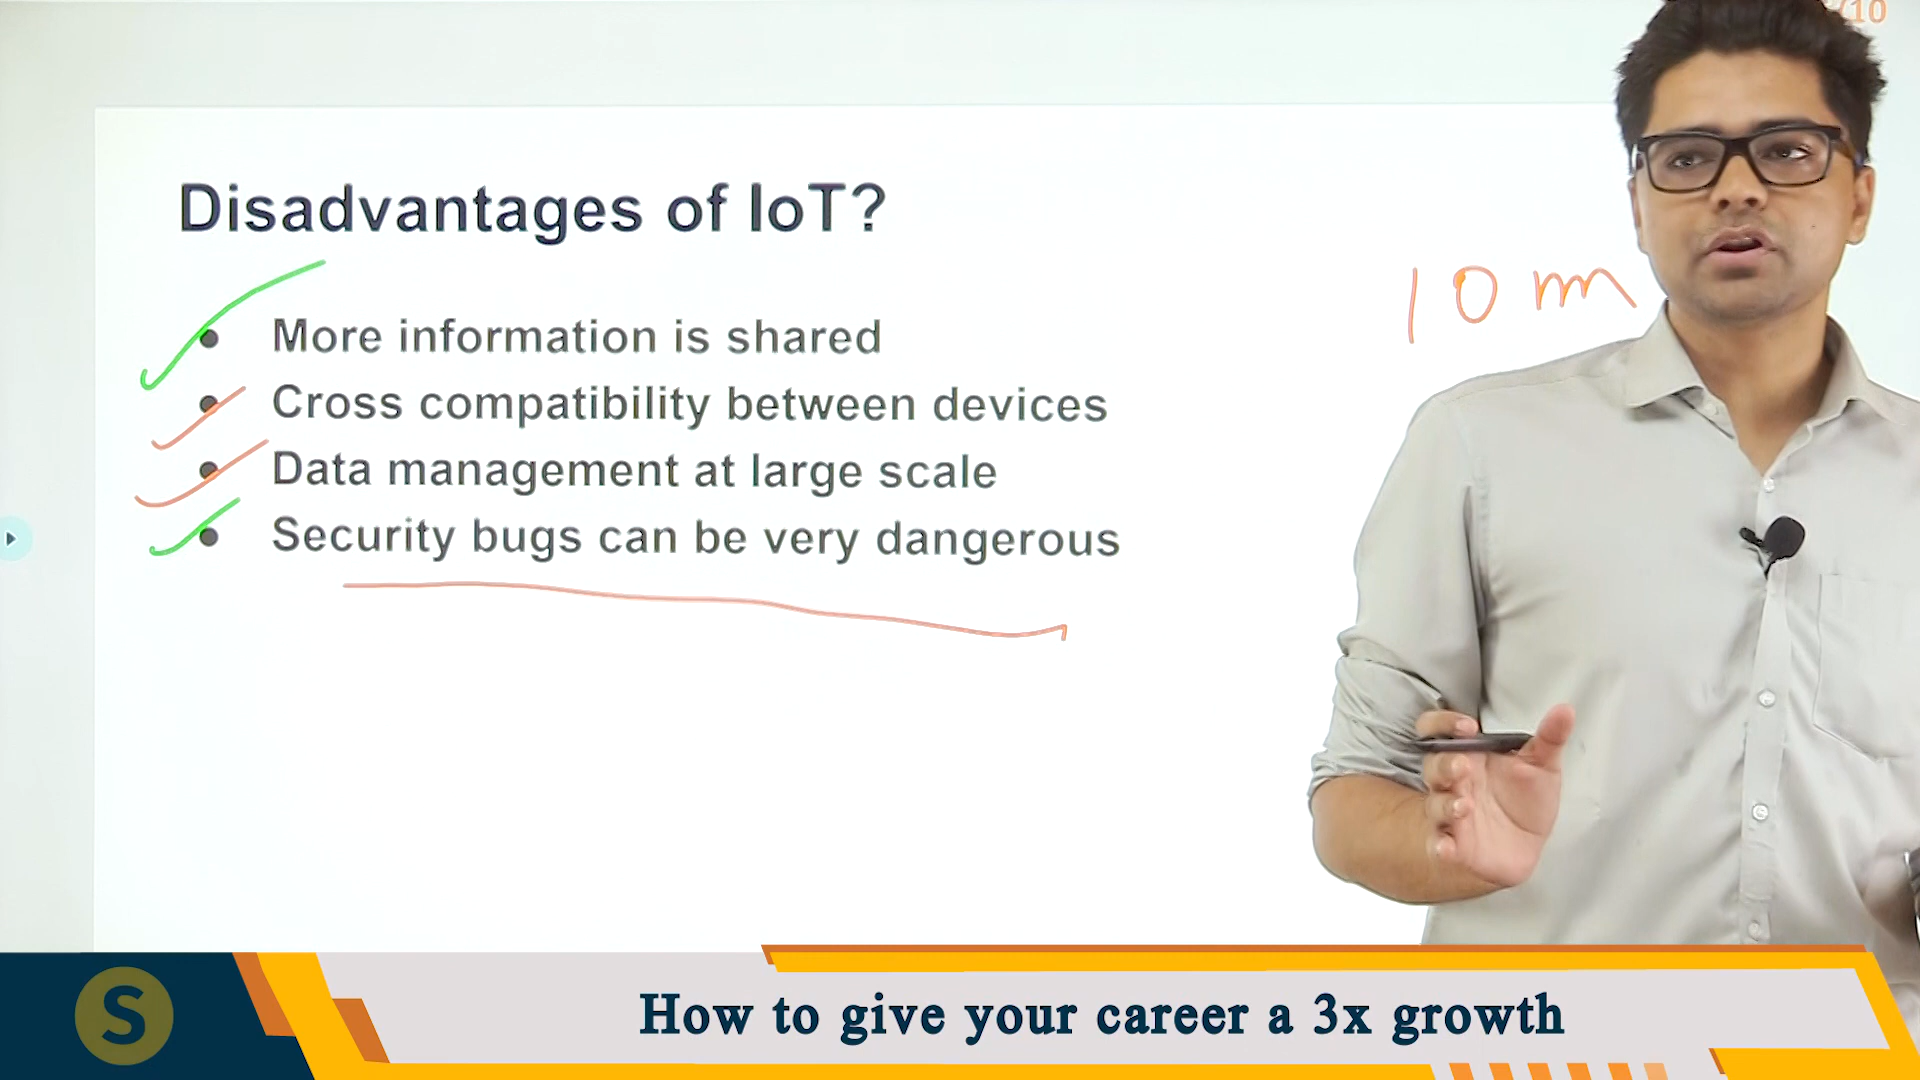 /10
Disadvantages of IoT?
10 m
• More information is shared
• Cross compatibility between devices
• Data management at large scale
• Security bugs can be very dangerous
S
How to give your career a 3x growth